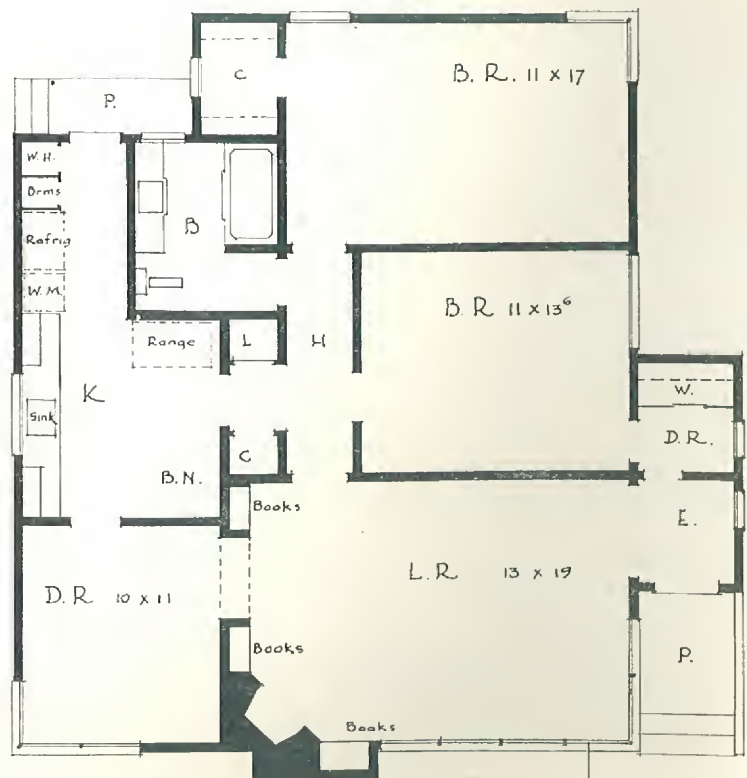 C
B. R. 11 x 17
P.
W. H.
Brms
Refrig
W. M.
B
B. R 11 x 13⁶
Range
L
H
K
Sink
W.
D. R.
C
B. N.
Books
E.
D. R 10 x 11
L. R 13 x 19
Books
P.
Books